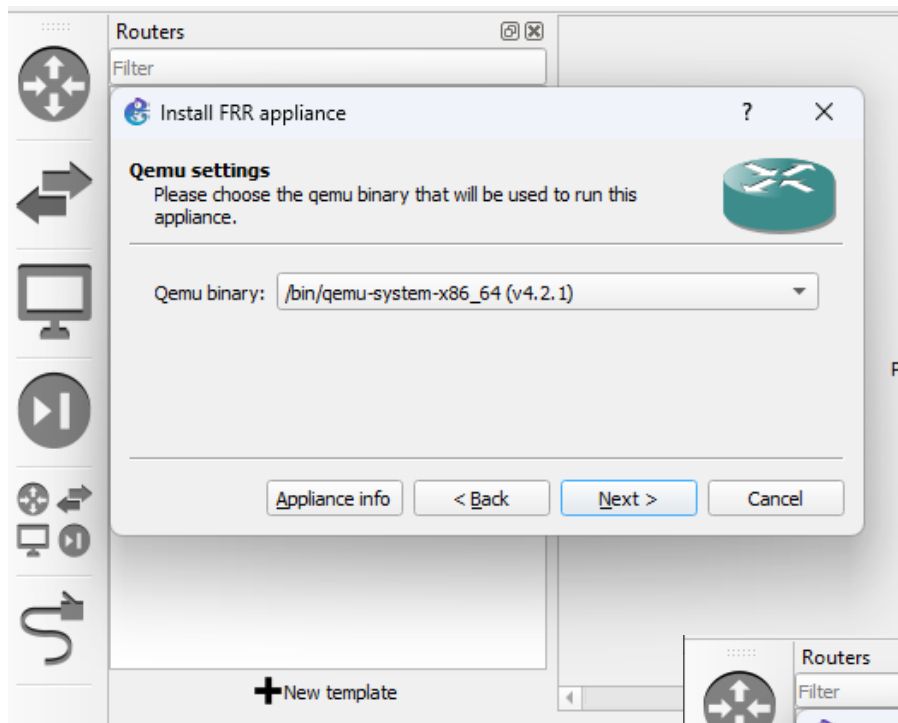 Routers
Filter
Install FRR appliance
?
Qemu settings
Please choose the qemu binary that will be used to run this
appliance.
Qemu binary:
/bin/qemu-system-x86_64 (v4.2.1)
Appliance info
< Back
Next >
Cancel
New template
Routers
Filter